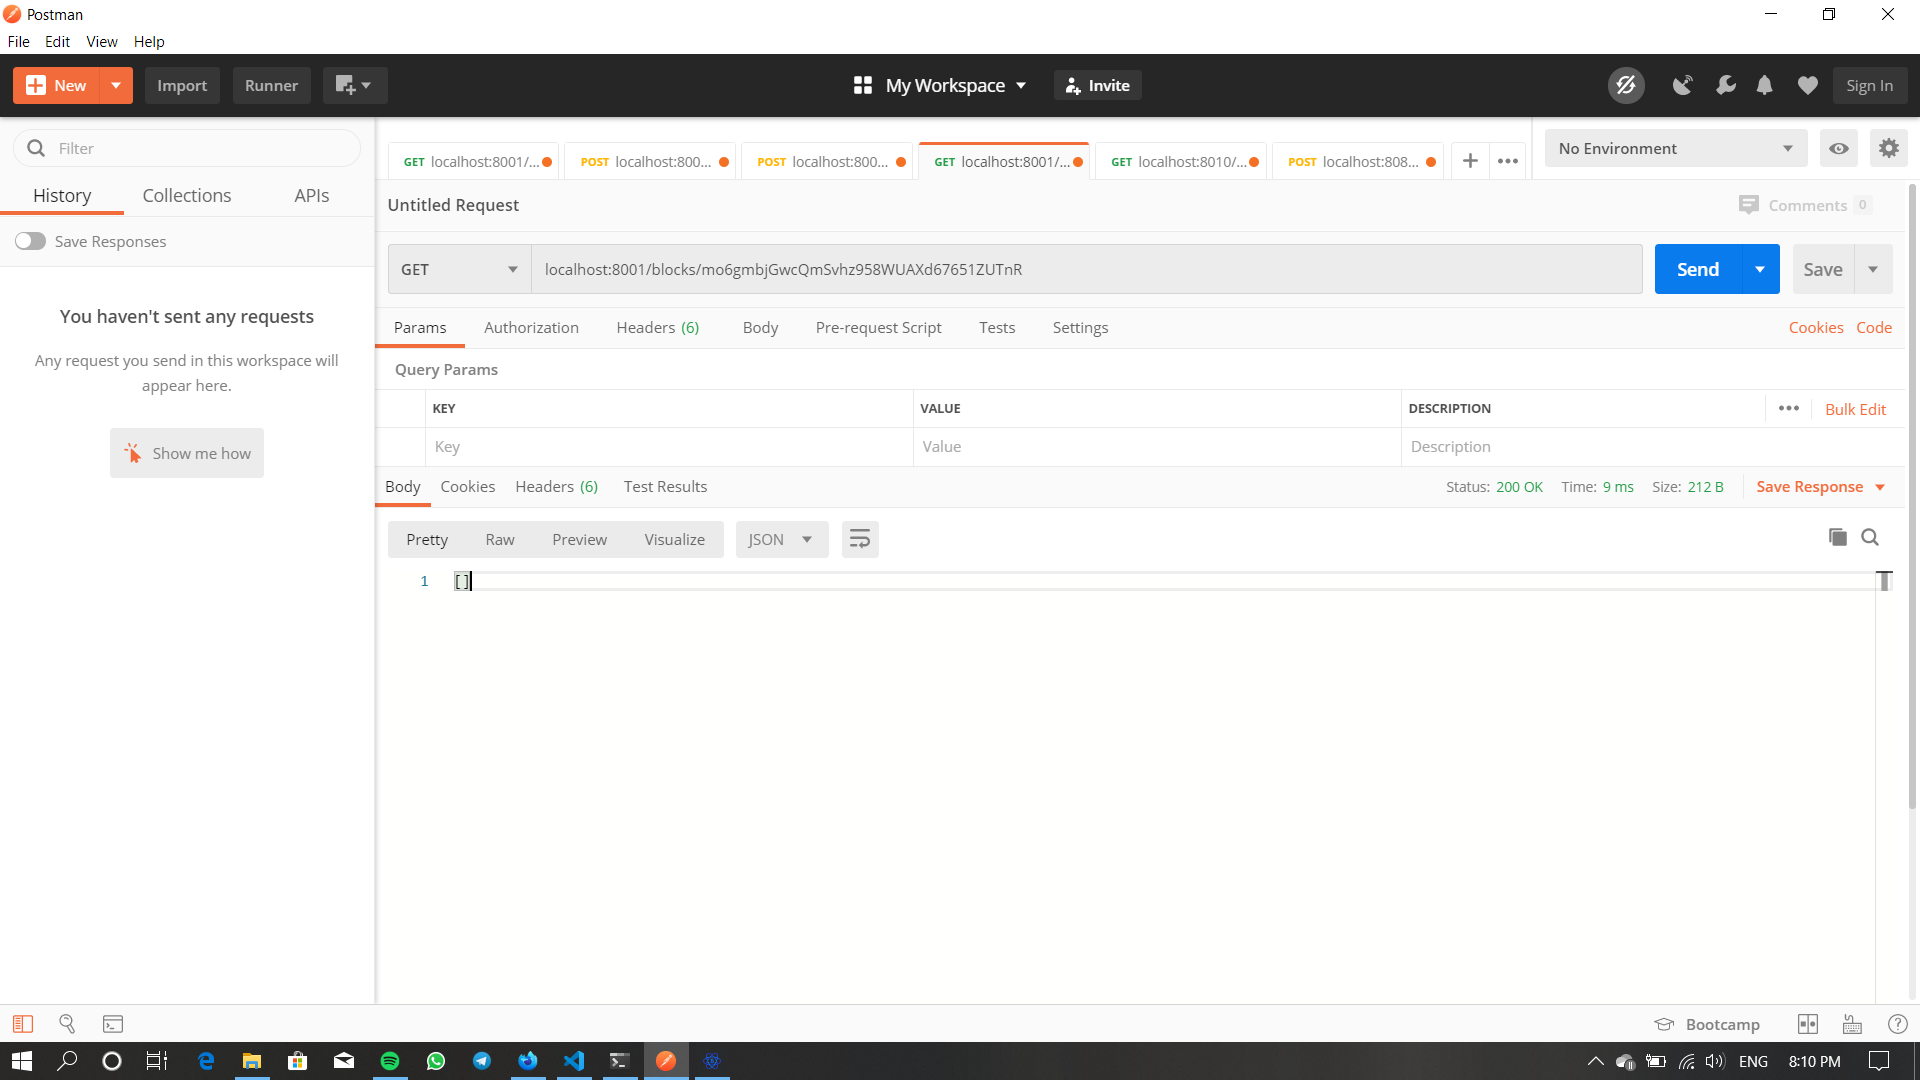 Postman
File Edit View Help
New Import Runner My Workspace Invite Sign In
Filter
History Collections APIs
Save Responses
You haven't sent any requests
Any request you send in this workspace will
appear here.
Show me how
GET localhost:8001/... POST localhost:800... POST localhost:800... GET localhost:8001/... GET localhost:8010/... POST localhost:808... No Environment
Untitled Request Comments 0
GET localhost:8001/blocks/mo6gmbjGwcQmSvhz958WUAXd67651ZUTnR Send Save
Params Authorization Headers (6) Body Pre-request Script Tests Settings Cookies Code
Query Params
KEY VALUE DESCRIPTION Bulk Edit
Key Value Description
Body Cookies Headers (6) Test Results Status: 200 OK Time: 9 ms Size: 212 B Save Response
Pretty Raw Preview Visualize JSON
1 []
Bootcamp
ENG 8:10 PM